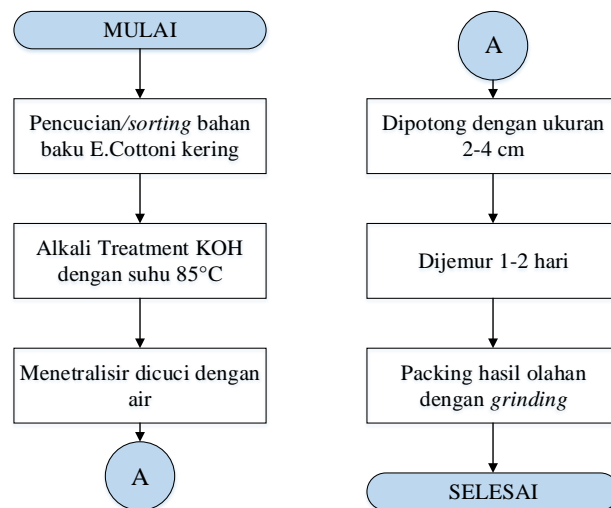 MULAI
Pencucian/sorting bahan
baku E.Cottoni kering
Alkali Treatment KOH
dengan suhu 85°C
Menetralisir dicuci dengan
air
A
A
Dipotong dengan ukuran
2-4 cm
Dijemur 1-2 hari
Packing hasil olahan
dengan grinding
SELESAI